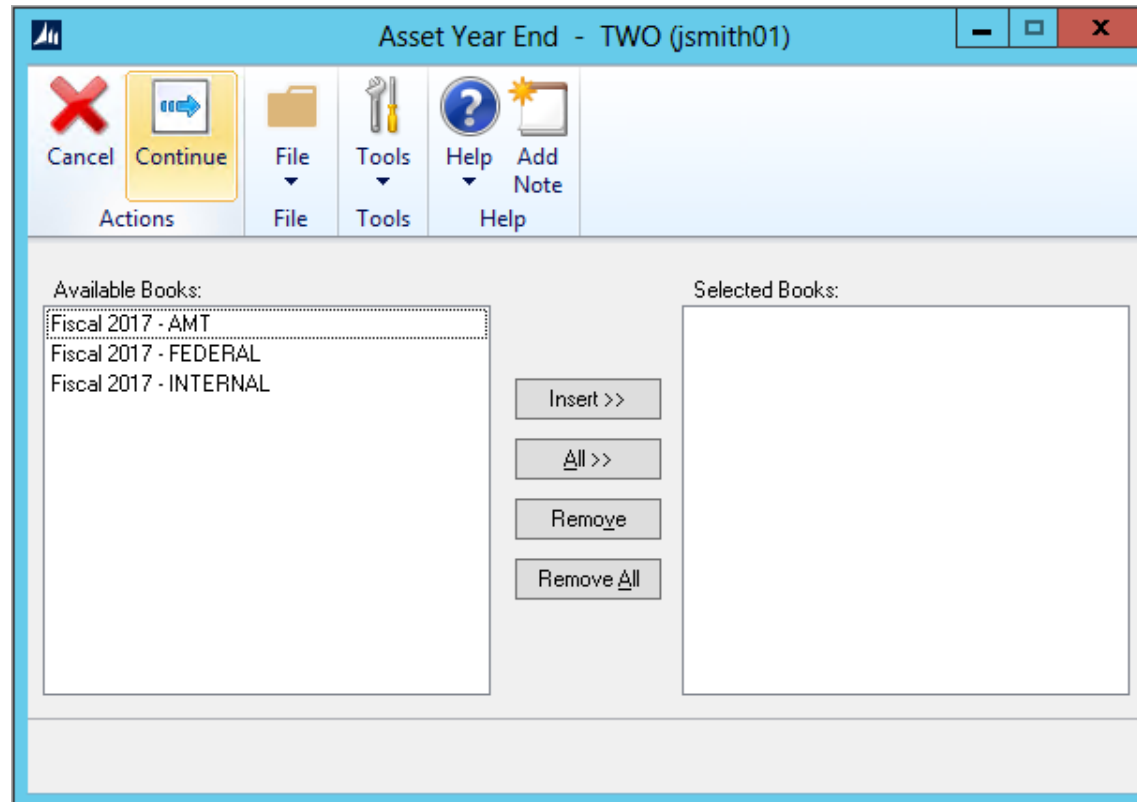 Asset Year End - TWO (jsmith01)
Cancel
Continue
File
Tools
Help
Add
Note
Actions
File
Tools
Help
Available Books:
Selected Books:
Fiscal 2017 - AMT
Fiscal 2017 - FEDERAL
Fiscal 2017 - INTERNAL
Insert >>
All >>
Remove
Remove All